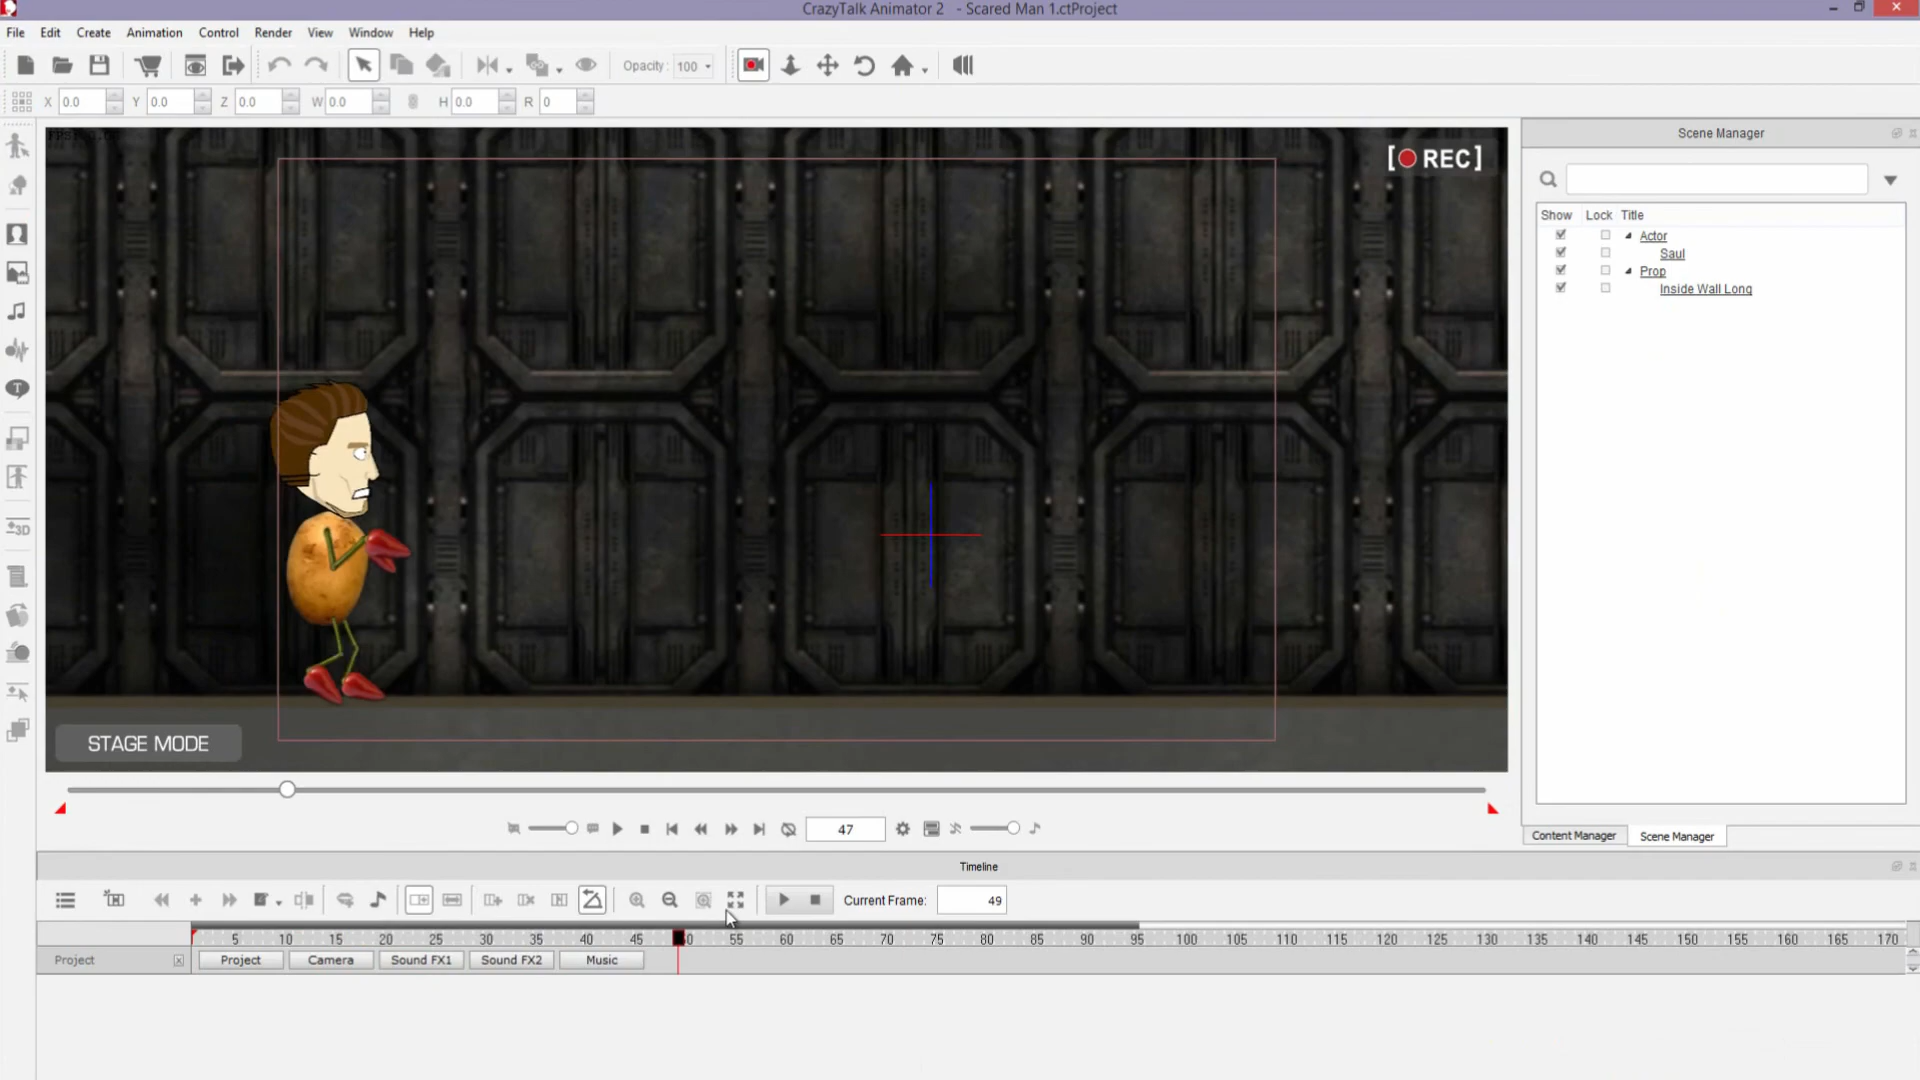 CrazyTalk Animator 2 - Scared Man 1.ctProject
File Edit Create Animation Control Render View Window Help
Opacity: 100
X 0.0 Y 0.0 Z 0.0 W 0.0 H 0.0 R 0
[REC]
STAGE MODE
Scene Manager
Show Lock Title
Actor
Saul
Prop
Inside Wall Long
Content Manager Scene Manager
47
Timeline
Current Frame: 49
5 10 15 20 25 30 35 40 45 50 55 60 65 70 75 80 85 90 95 100 105 110 115 120 125 130 135 140 145 150 155 160 165 170
Project Project Camera Sound FX1 Sound FX2 Music